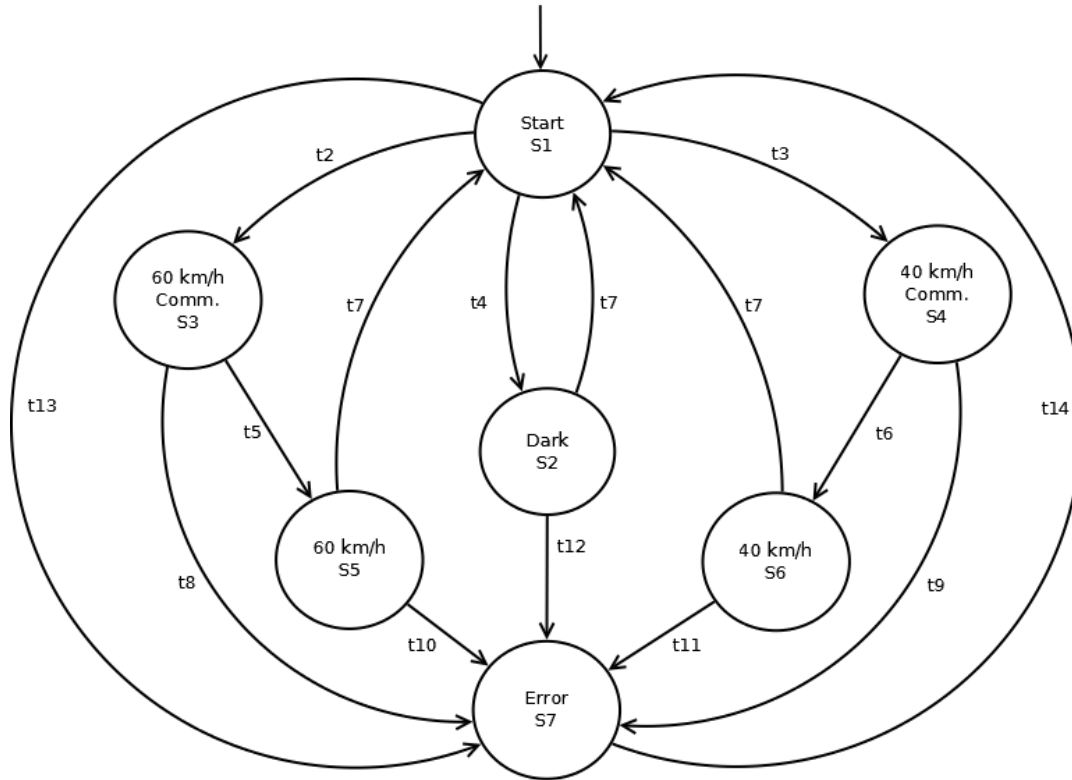 Start
S1
t2
t3
60 km/h
Comm.
S3
40 km/h
Comm.
S4
t7
t4
t7
t7
t13
t14
t5
Dark
S2
t6
60 km/h
S5
t12
40 km/h
S6
t8
t9
t10
t11
Error
S7